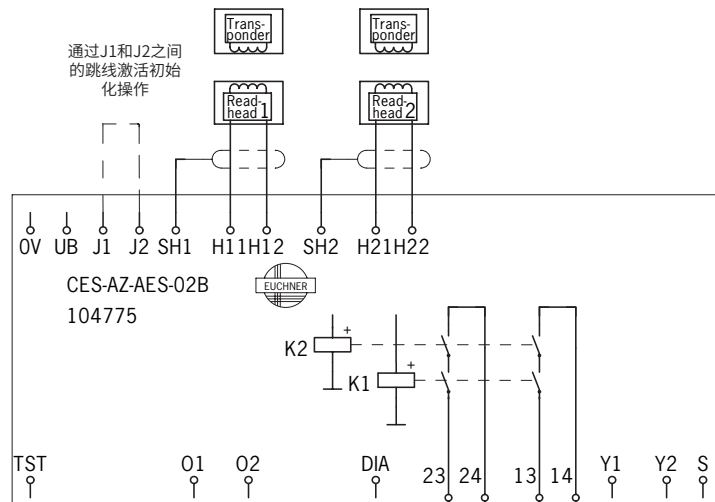 Trans-
ponder
Trans-
ponder
通过J1和J2之间
的跳线激活初始
化操作
Read-
head 1
Read-
head 2
0V UB J1 J2 SH1 H11 H12 SH2 H21 H22
CES-AZ-AES-02B
EUCHNER
104775
K2 +
K1 +
TST O1 O2 DIA 23 24 13 14 Y1 Y2 S